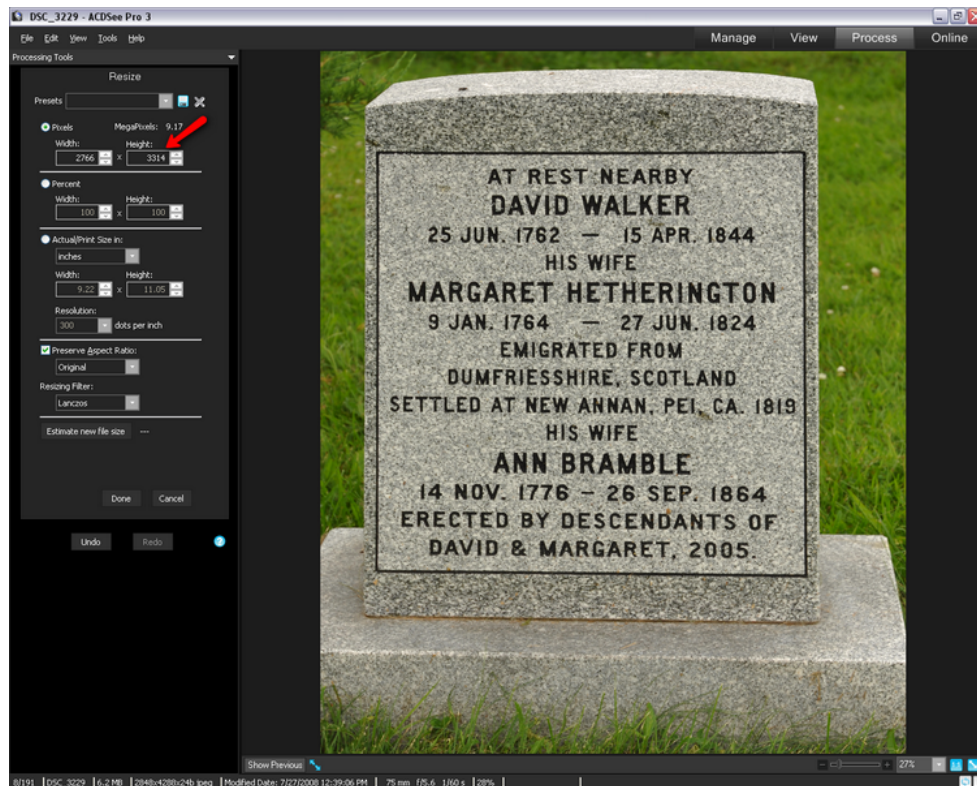 DSC_3229 - ACDSee Pro 3
File Edit View Tools Help
Manage View Process Online
Processing Tools
Resize
Presets
Pixels MegaPixels: 9.17
Width: Height:
2766 x 3314
Percent
Width: Height:
100 x 100
Actual/Print Size in:
inches
Width: Height:
9.22 x 11.05
Resolution:
300 dots per inch
Preserve Aspect Ratio:
Original
Resizing Filter:
Lanczos
Estimate new file size ---
Done Cancel
Undo Redo
AT REST NEARBY
DAVID WALKER
25 JUN. 1762 — 15 APR. 1844
HIS WIFE
MARGARET HETHERINGTON
9 JAN. 1764 — 27 JUN. 1824
EMIGRATED FROM
DUMFRIESSHIRE, SCOTLAND
SETTLED AT NEW ANNAN, PEI, CA. 1819
HIS WIFE
ANN BRAMBLE
14 NOV. 1776 – 26 SEP. 1864
ERECTED BY DESCENDANTS OF
DAVID & MARGARET, 2005.
Show Previous 27%
8/191 DSC_3229 6.2 MB 2848x4288x24b jpeg Modified Date: 7/27/2008 12:39:06 PM 75 mm f/5.6 1/60 s 28%